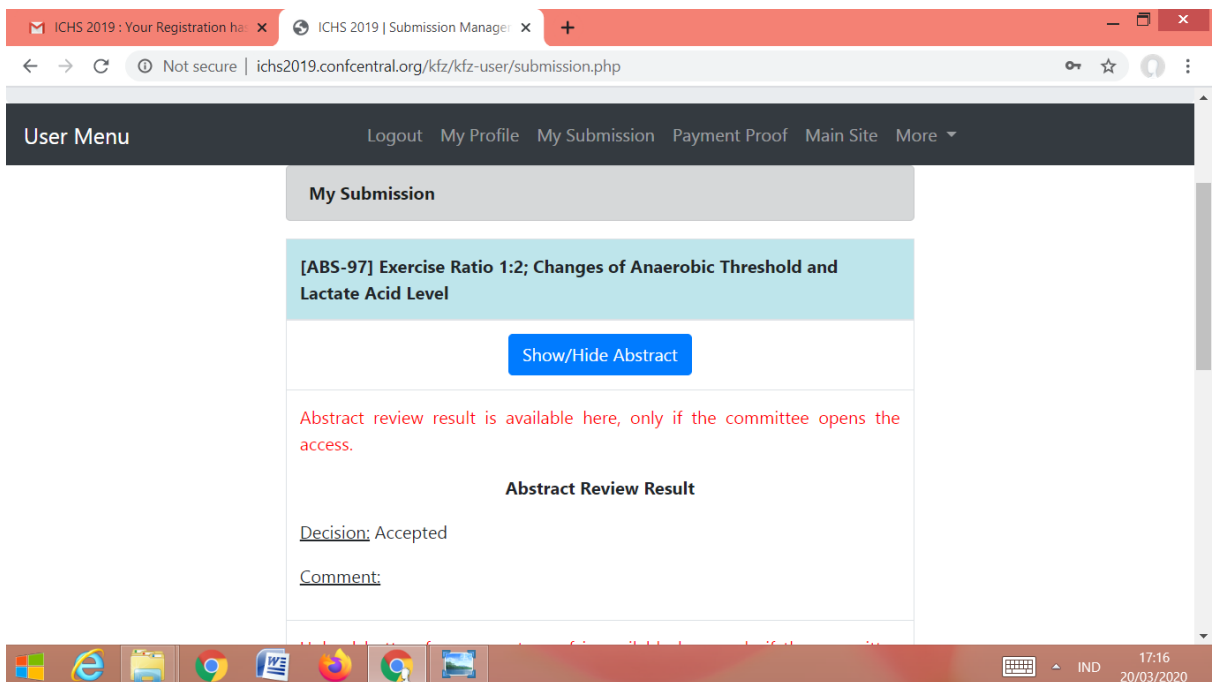 ICHS 2019 : Your Registration has
ICHS 2019 | Submission Manager
Not secure | ichs2019.confcentral.org/kfz/kfz-user/submission.php
User Menu
Logout My Profile My Submission Payment Proof Main Site More
My Submission
[ABS-97] Exercise Ratio 1:2; Changes of Anaerobic Threshold and
Lactate Acid Level
Show/Hide Abstract
Abstract review result is available here, only if the committee opens the
access.
Abstract Review Result
Decision: Accepted
Comment:
IND
17:16
20/03/2020